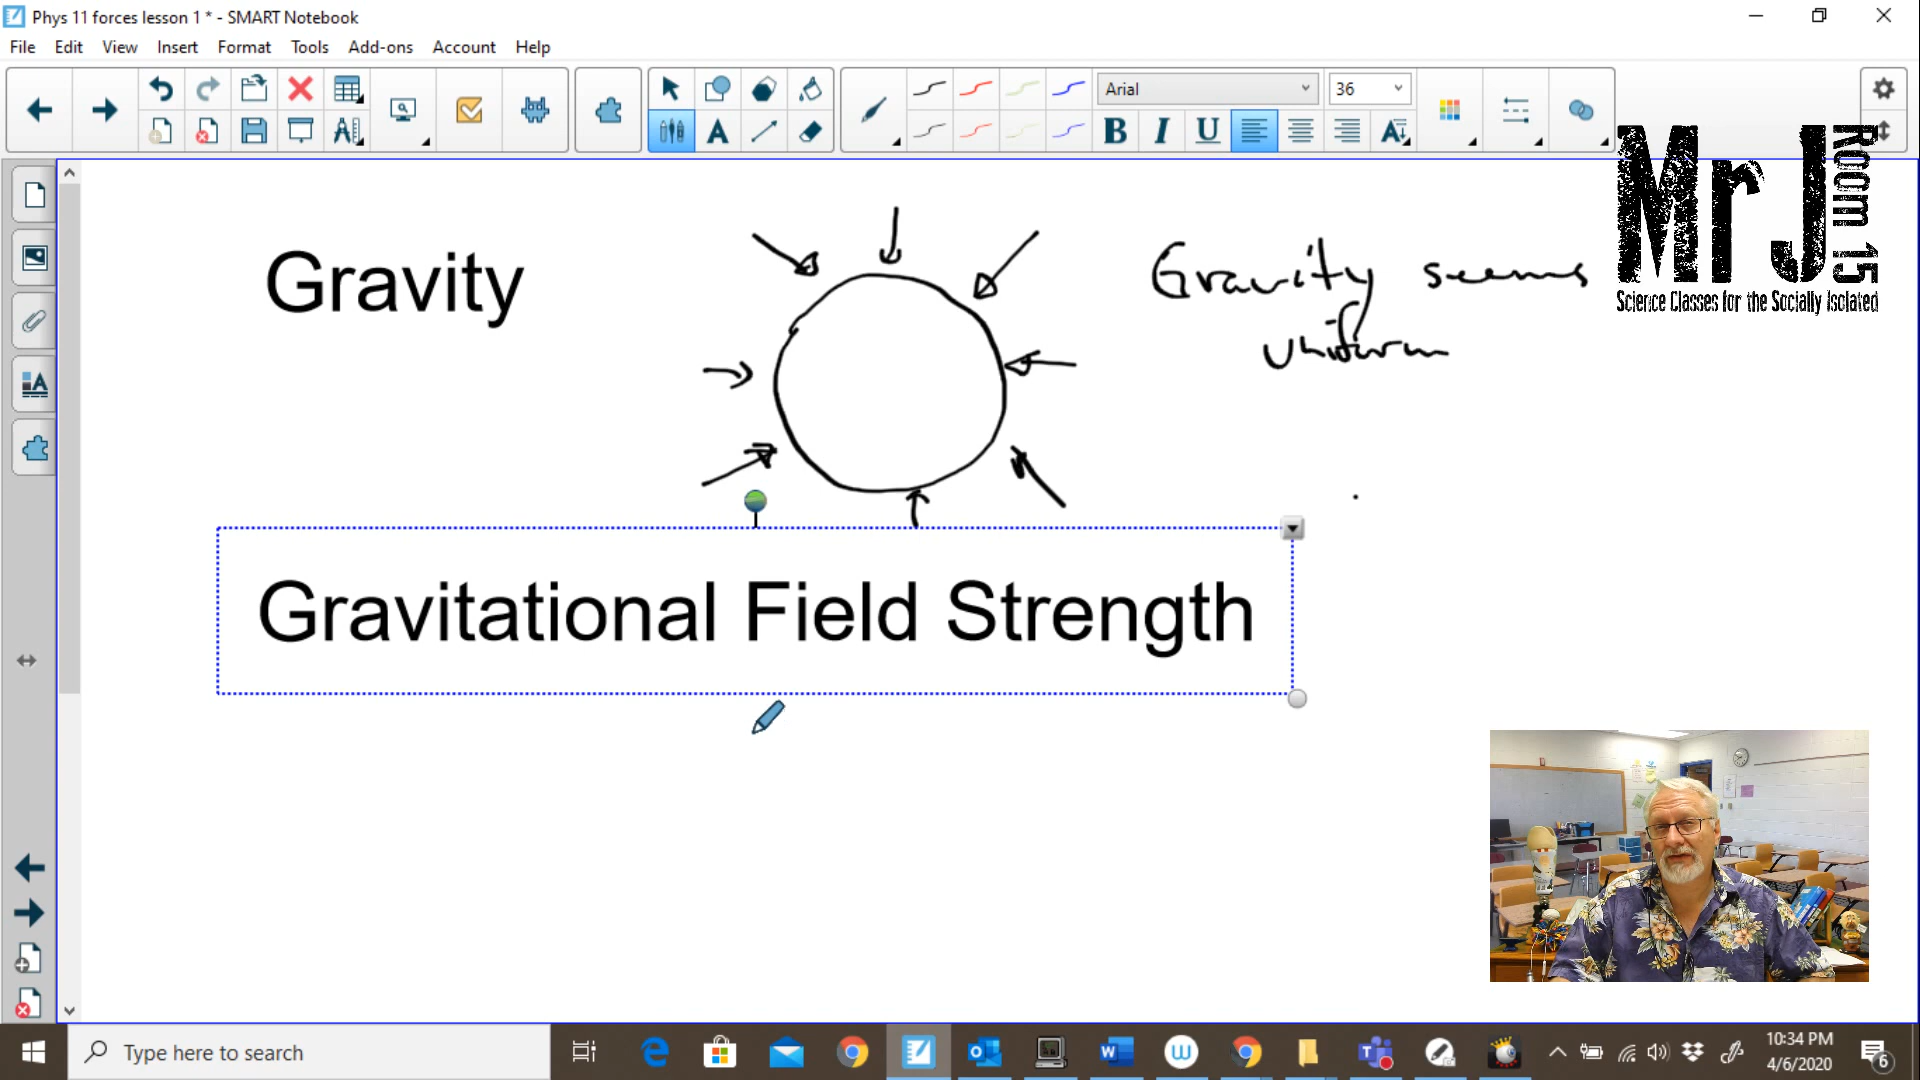 Phys 11 forces lesson 1 * - SMART Notebook
File Edit View Insert Format Tools Add-ons Account Help
Arial
36
B I U A
MrJ
Room 15
Science Classes for the Socially Isolated
Gravity
Gravity seems
uniform
Gravitational Field Strength
Type here to search
10:34 PM
4/6/2020
6